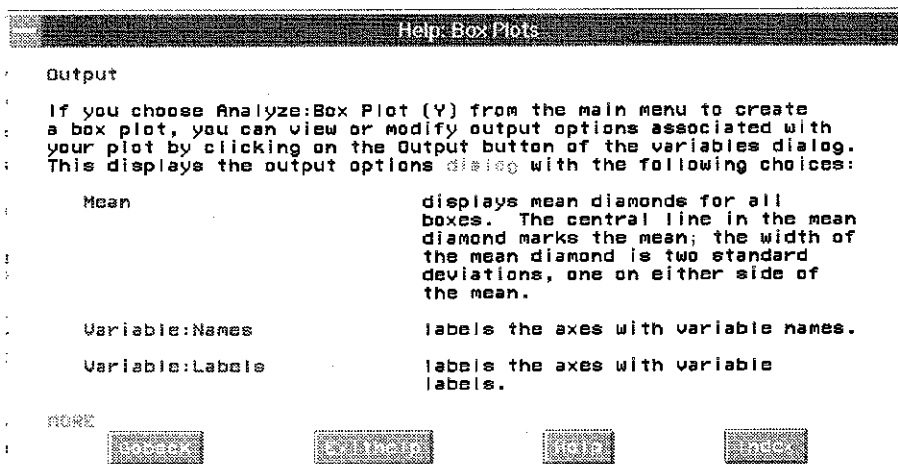 Help: Box Plots
Output
If you choose Analyze:Box Plot (Y) from the main menu to create
a box plot, you can view or modify output options associated with
your plot by clicking on the Output button of the variables dialog.
This displays the output options dialog with the following choices:
Mean displays mean diamonds for all
boxes. The central line in the mean
diamond marks the mean; the width of
the mean diamond is two standard
deviations, one on either side of
the mean.
Variable:Names labels the axes with variable names.
Variable:Labels labels the axes with variable
labels.
MORE
Goback ExitHelp Help Index